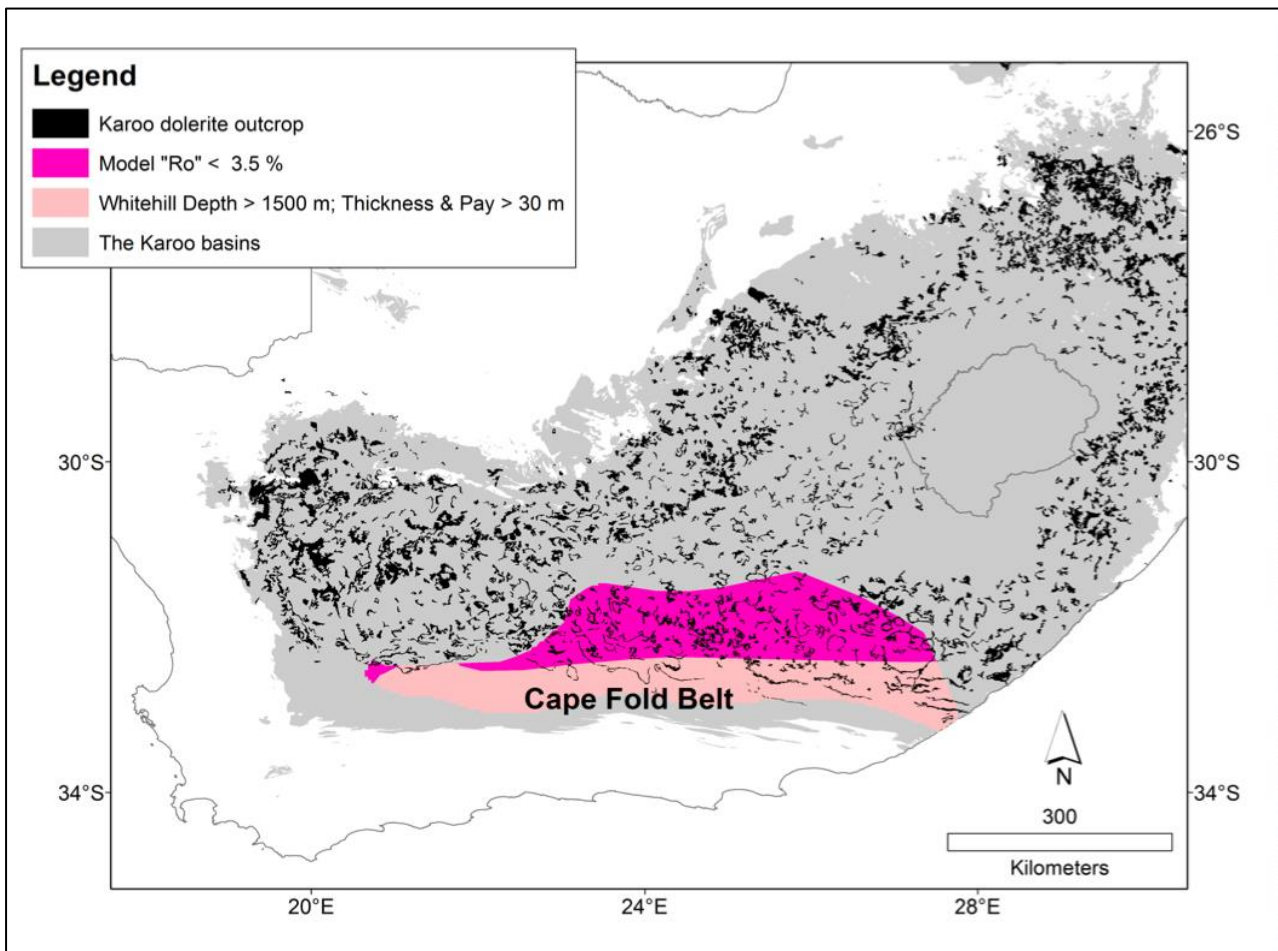 Legend
Karoo dolerite outcrop
Model "Ro" < 3.5 %
Whitehill Depth > 1500 m; Thickness & Pay > 30 m
The Karoo basins
26°S
30°S
30°S
Cape Fold Belt
N
34°S
34°S
300
Kilometers
20°E
24°E
28°E